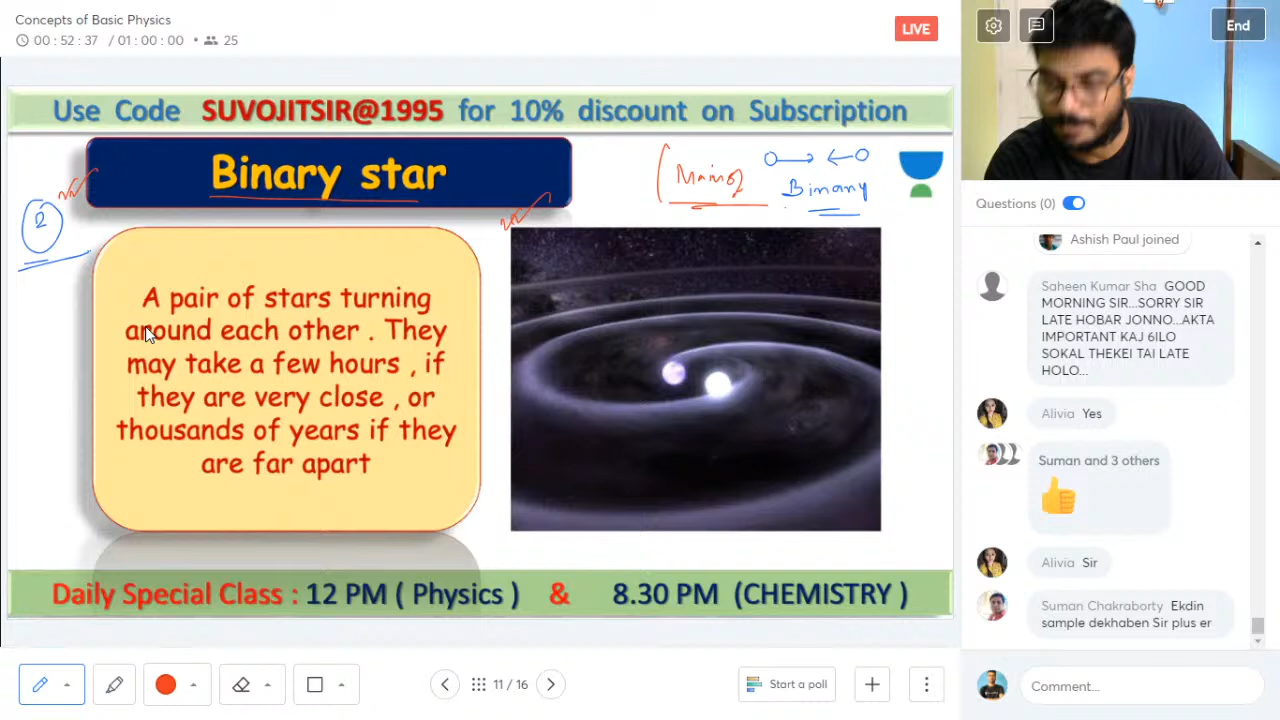 Concepts of Basic Physics
00 : 52 : 37 / 01 : 00 : 00 • 25
LIVE
End
Use Code SUVOJITSIR@1995 for 10% discount on Subscription
Binary star
Binary
2
A pair of stars turning
around each other . They
may take a few hours , if
they are very close , or
thousands of years if they
are far apart
Daily Special Class : 12 PM ( Physics ) & 8.30 PM (CHEMISTRY )
11 / 16
Start a poll
Questions (0)
Ashish Paul joined
Saheen Kumar Sha GOOD
MORNING SIR...SORRY SIR
LATE HOBAR JONNO...AKTA
IMPORTANT KAJ 6ILO
SOKAL THEKEI TAI LATE
HOLO...
Alivia Yes
Suman and 3 others
Alivia Sir
Suman Chakraborty Ekdin
sample dekhaben Sir plus er
Comment...